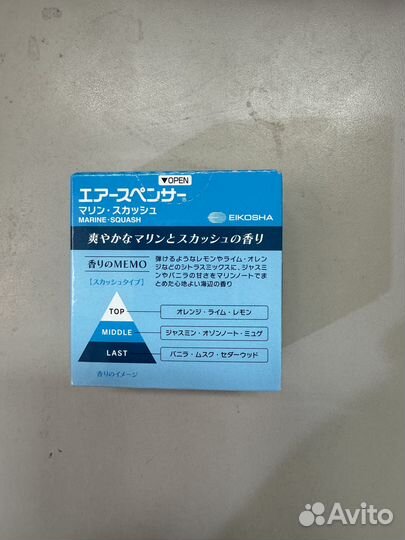 ▼OPEN
エアースペンサー®
マリン・スカッシュ
MARINE・SQUASH
EIKOSHA
爽やかなマリンとスカッシュの香り
香りのMEMO
[スカッシュタイプ]
弾けるようなレモンやライム・オレン
ジなどのシトラスミックスに、ジャスミ
ンやバニラの甘さをマリンノートでま
とめた心地よい海辺の香り
TOP
オレンジ・ライム・レモン
MIDDLE
ジャスミン・オゾンノート・ミュゲ
LAST
バニラ・ムスク・セダーウッド
香りのイメージ
Avito